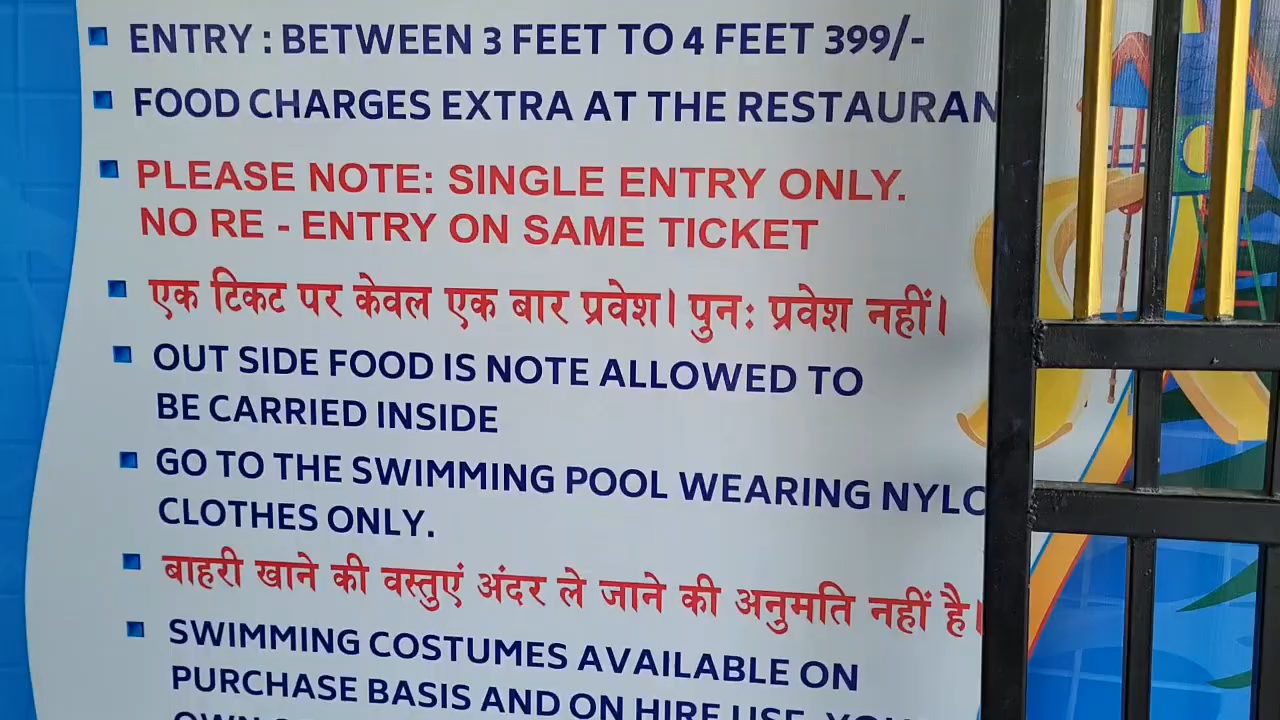 ENTRY : BETWEEN 3 FEET TO 4 FEET 399/-
FOOD CHARGES EXTRA AT THE
PLEASE NOTE: SINGLE ENTRY ONLY.
NO RE - ENTRY ON SAME TICKET
एक टिकट पर केवल एक बार प्रवेश। पुनः प्रवेश नहीं।
OUT SIDE FOOD IS NOTE ALLOWED TO
BE CARRIED INSIDE
GO TO THE SWIMMING POOL WEARING
CLOTHES ONLY.
बाहरी खाने की वस्तुएं अंदर ले जाने की अनुमति नहीं है।
SWIMMING COSTUMES AVAILABLE ON
PURCHASE BASIS AND ON HIRE USE.